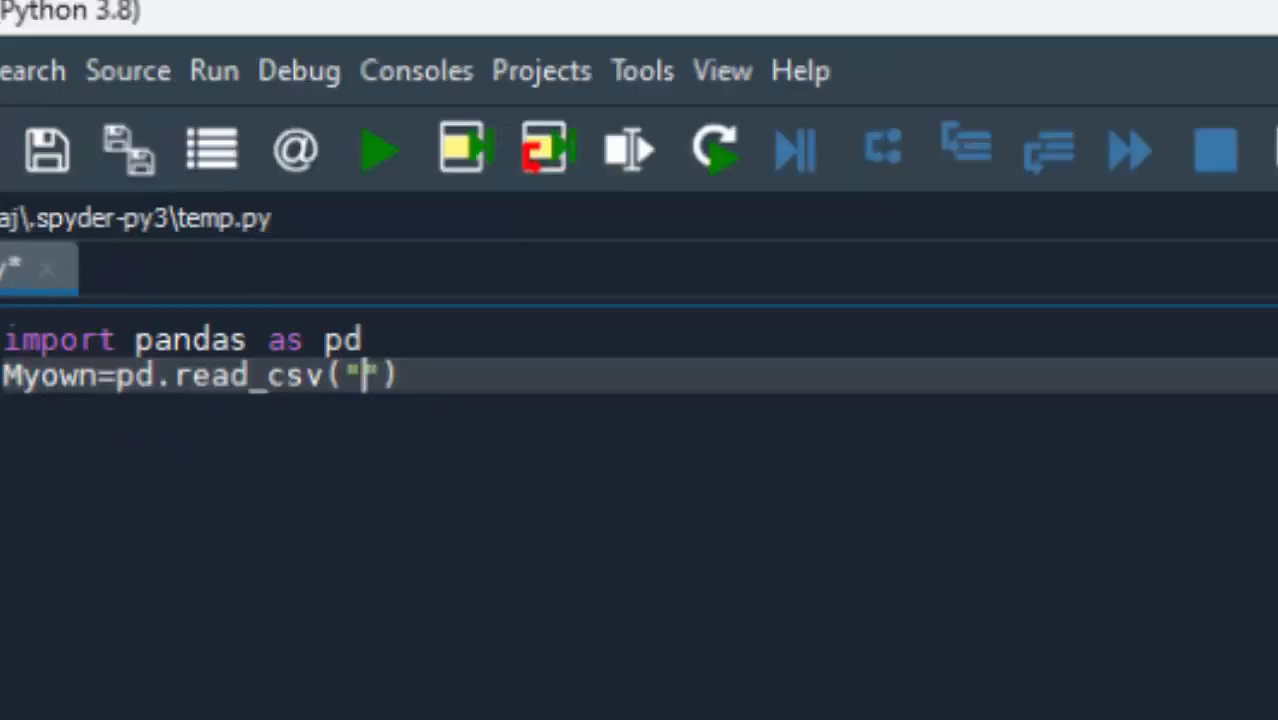 Python 3.8)
earch Source Run Debug Consoles Projects Tools View Help
@
aj\.spyder-py3\temp.py
y*
import pandas as pd
Myown=pd.read_csv("")